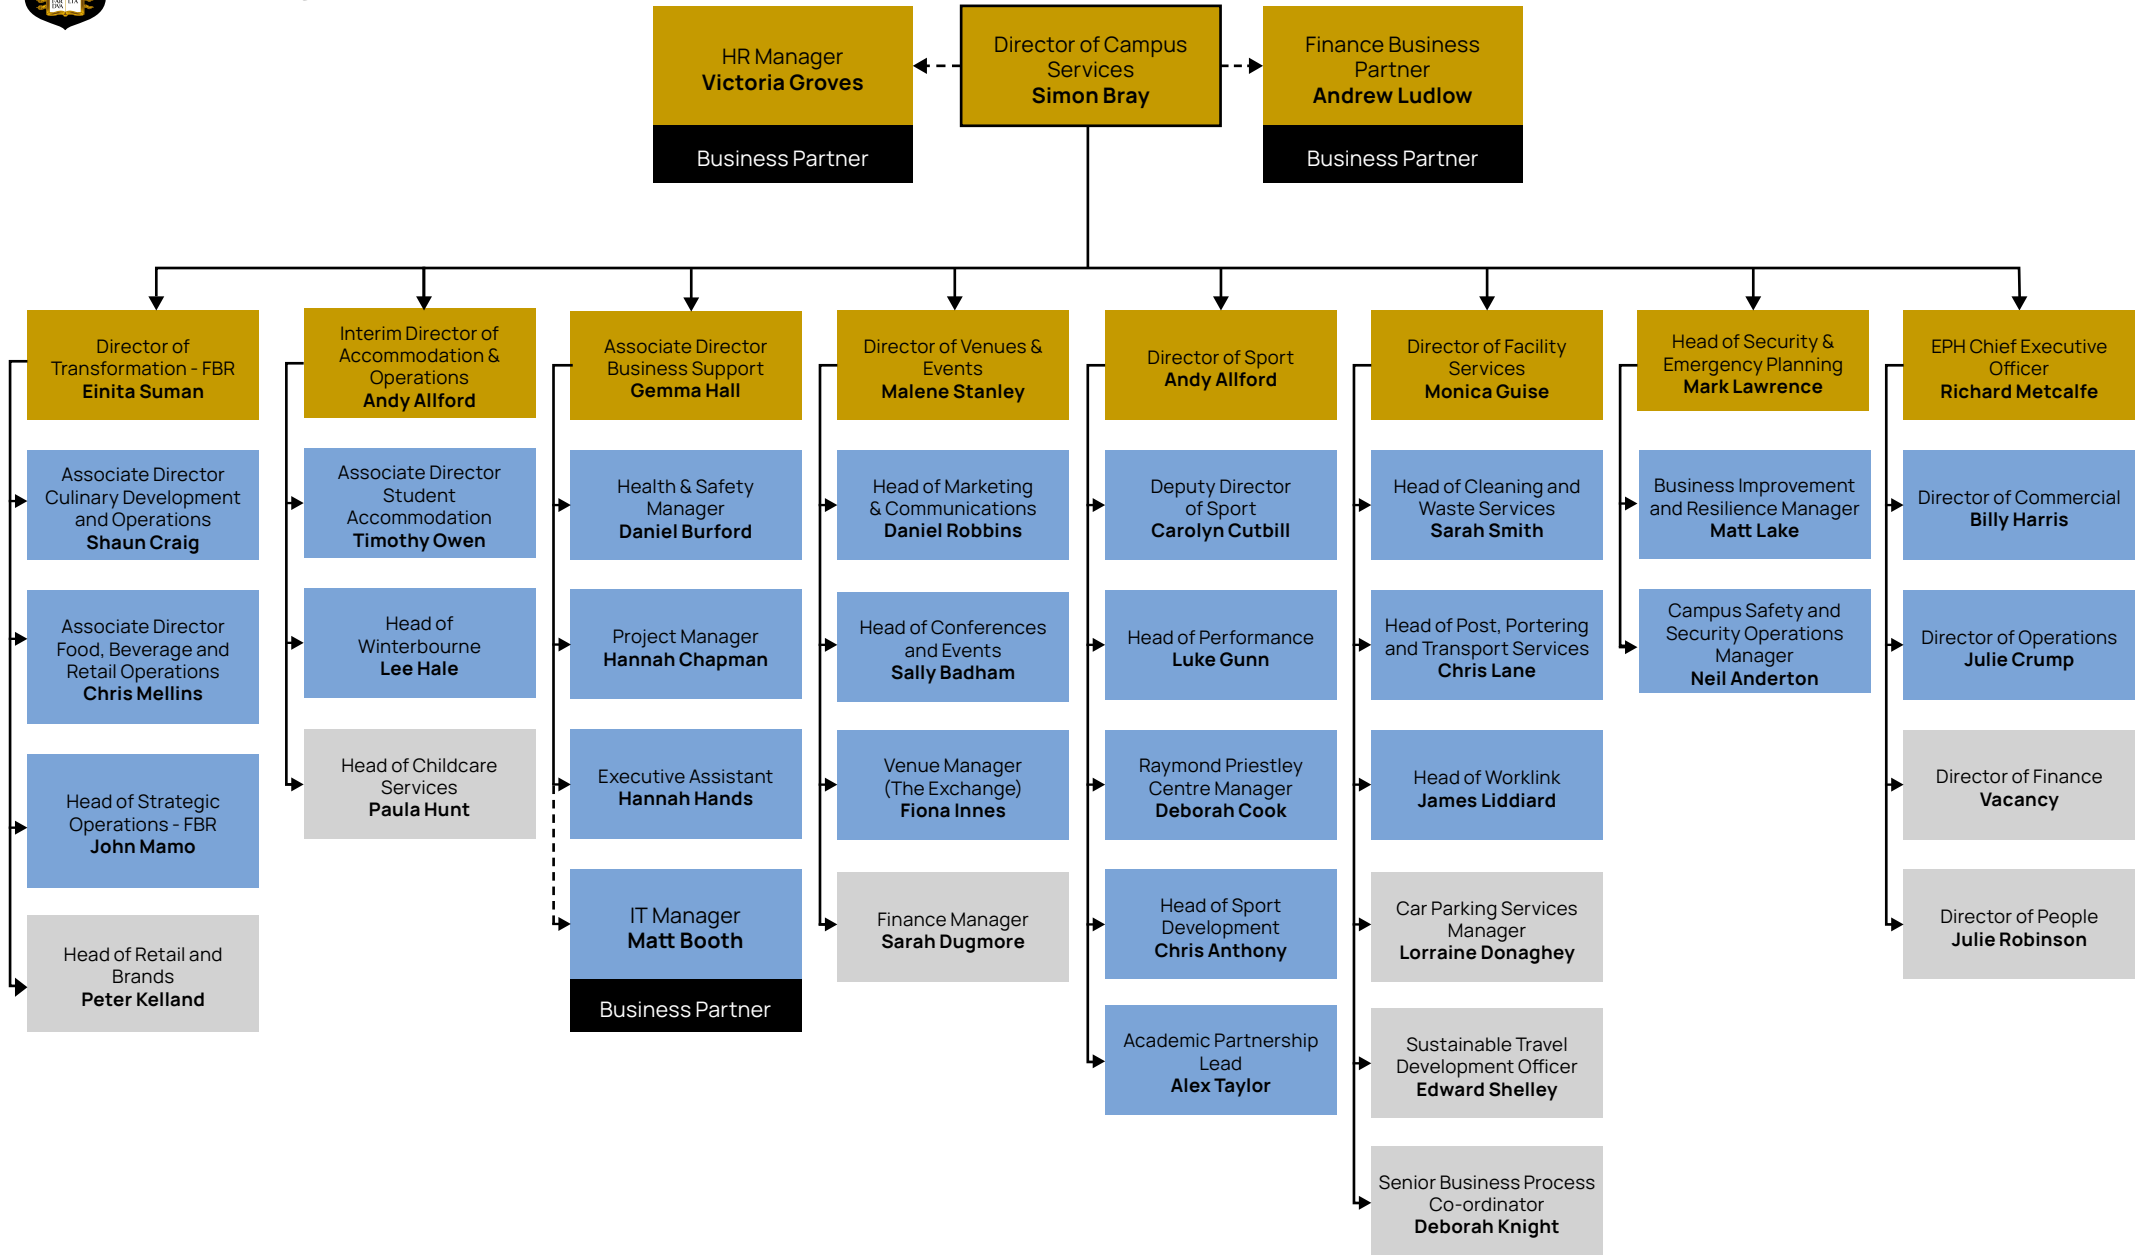 HR Manager
Victoria Groves
Business Partner
Director of Campus
Services
Simon Bray
Finance Business
Partner
Andrew Ludlow
Business Partner
Director of
Transformation - FBR
Einita Suman
Associate Director
Culinary Development
and Operations
Shaun Craig
Associate Director
Food, Beverage and
Retail Operations
Chris Mellins
Head of Strategic
Operations - FBR
John Mamo
Head of Retail and
Brands
Peter Kelland
Interim Director of
Accommodation &
Operations
Andy Allford
Associate Director
Student
Accommodation
Timothy Owen
Head of
Winterbourne
Lee Hale
Head of Childcare
Services
Paula Hunt
Associate Director
Business Support
Gemma Hall
Health & Safety
Manager
Daniel Burford
Project Manager
Hannah Chapman
Executive Assistant
Hannah Hands
IT Manager
Matt Booth
Business Partner
Director of Venues &
Events
Malene Stanley
Head of Marketing
& Communications
Daniel Robbins
Head of Conferences
and Events
Sally Badham
Venue Manager
(The Exchange)
Fiona Innes
Finance Manager
Sarah Dugmore
Director of Sport
Andy Allford
Deputy Director
of Sport
Carolyn Cutbill
Head of Performance
Luke Gunn
Raymond Priestley
Centre Manager
Deborah Cook
Head of Sport
Development
Chris Anthony
Academic Partnership
Lead
Alex Taylor
Director of Facility
Services
Monica Guise
Head of Cleaning and
Waste Services
Sarah Smith
Head of Post, Portering
and Transport Services
Chris Lane
Head of Worklink
James Liddiard
Car Parking Services
Manager
Lorraine Donaghey
Sustainable Travel
Development Officer
Edward Shelley
Senior Business Process
Co-ordinator
Deborah Knight
Head of Security &
Emergency Planning
Mark Lawrence
Business Improvement
and Resilience Manager
Matt Lake
Campus Safety and
Security Operations
Manager
Neil Anderton
EPH Chief Executive
Officer
Richard Metcalfe
Director of Commercial
Billy Harris
Director of Operations
Julie Crump
Director of Finance
Vacancy
Director of People
Julie Robinson